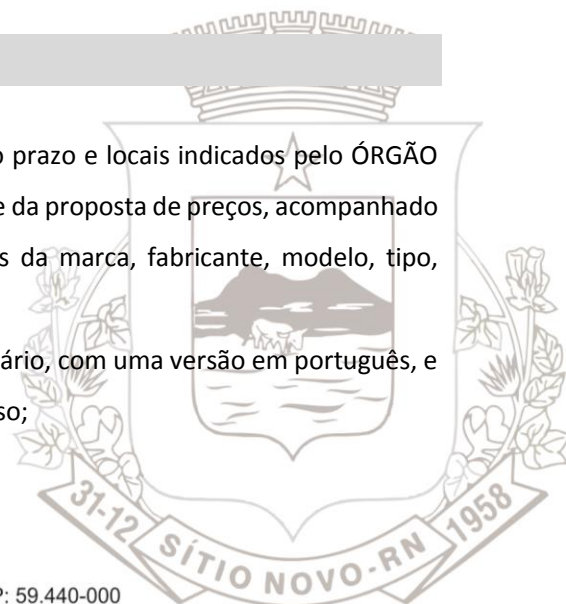 o prazo e locais indicados pelo ÓRGÃO
e da proposta de preços, acompanhado
s da marca, fabricante, modelo, tipo,
ário, com uma versão em português, e
so;
31-12 SÍTIO NOVO-RN 1958
P: 59.440-000